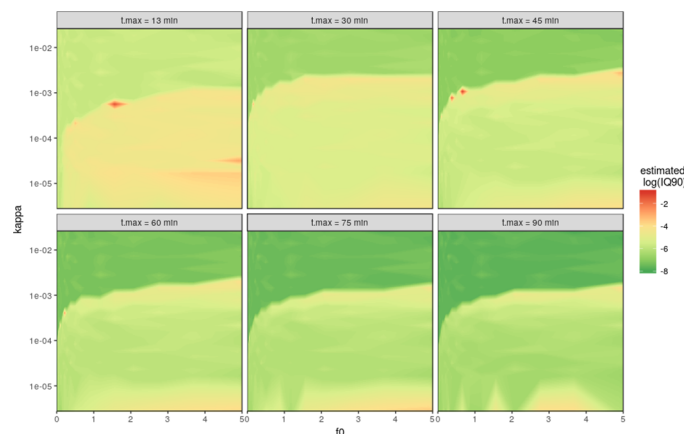 t.max = 13 min
t.max = 30 min
t.max = 45 min
1e-02
1e-03
1e-04
1e-05
t.max = 60 min
t.max = 75 min
t.max = 90 min
1e-02
1e-03
1e-04
1e-05
0 1 2 3 4 5
0 1 2 3 4 5
0 1 2 3 4 5
f0
kappa
estimated
log(IQ90)
-2
-4
-6
-8